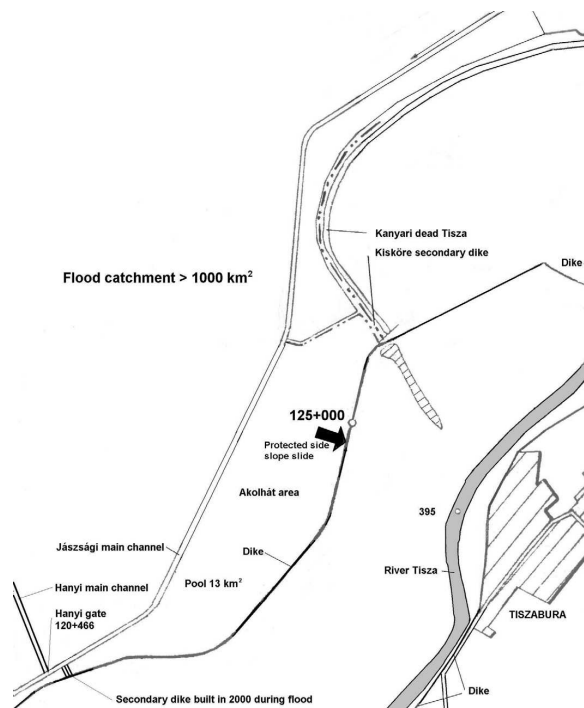 Kanyari dead Tisza
Kisköre secondary dike
Dike
Flood catchment > 1000 km²
125+000
Protected side
slope slide
Akolhát area
395
Jászsági main channel
Dike
River Tisza
Hanyi main channel
Pool 13 km²
Hanyi gate
120+466
TISZABURA
Dike
Secondary dike built in 2000 during flood